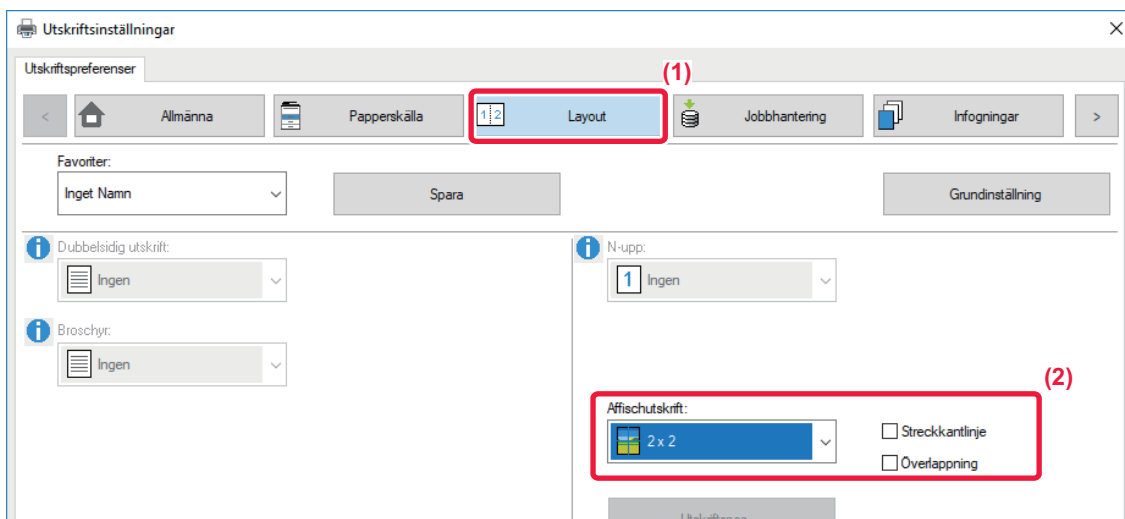 Utskriftsinställningar
Utskriftspreferenser
(1)
< Allmänna Papperskälla 1 2 Layout Jobbhantering Infogningar >
Favoriter:
Inget Namn Spara Grundinställning
Dubbelsidig utskrift: N-upp:
Ingen 1 Ingen
Broschyr:
Ingen
(2)
Affischutskrift:
2 x 2 Streckkantlinje
Överlappning